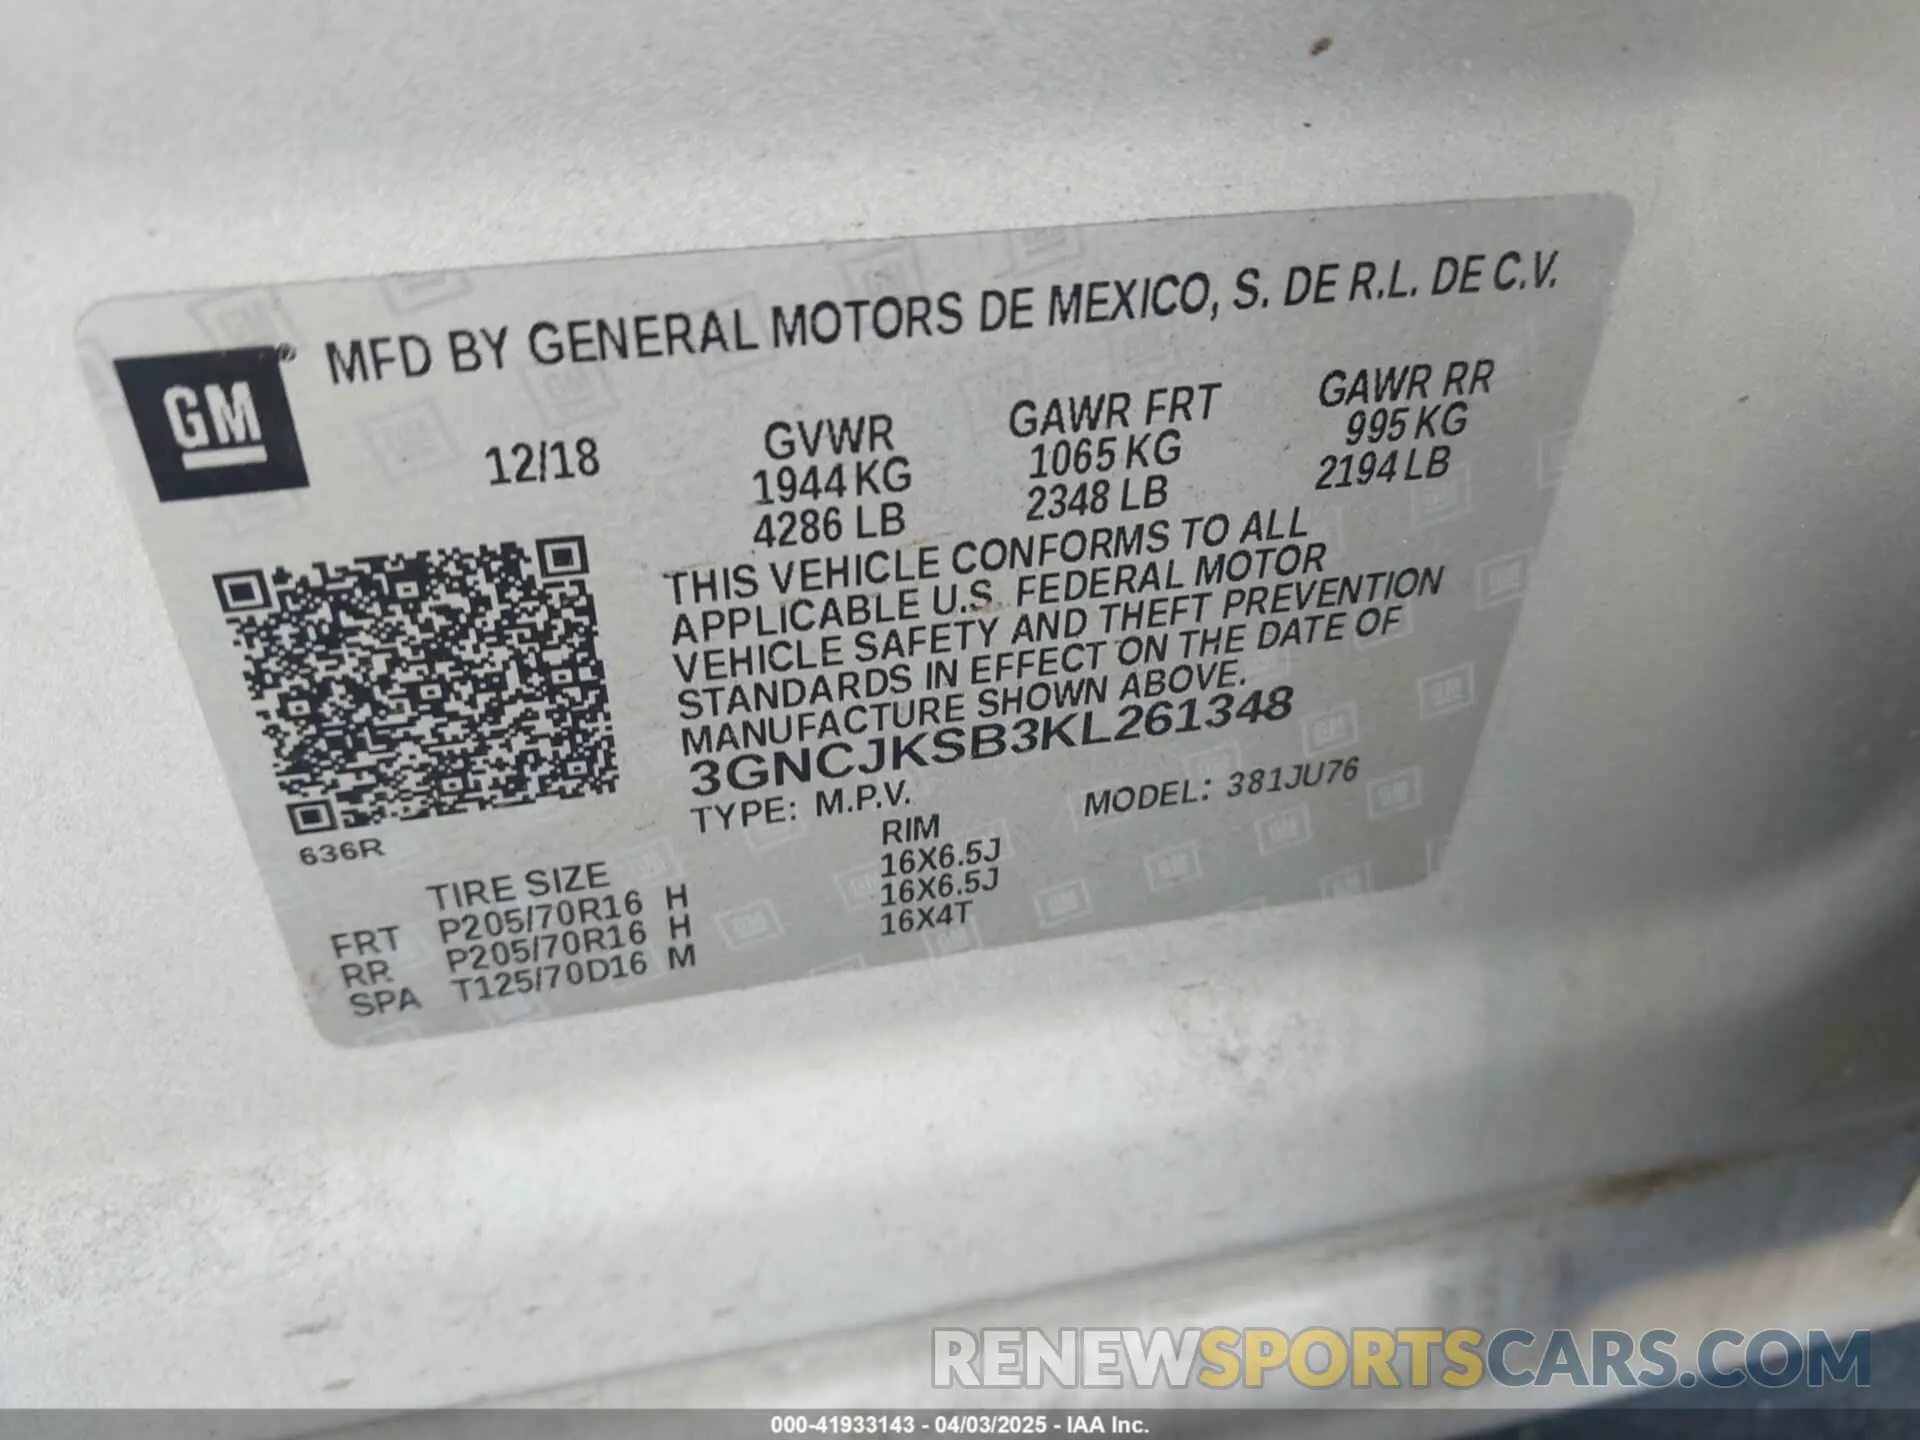 MFD BY GENERAL MOTORS DE MEXICO, S. DE R.L. DE C.V.
GM®
12/18 GVWR GAWR FRT GAWR RR
1944 KG 1065 KG 995 KG
4286 LB 2348 LB 2194 LB
THIS VEHICLE CONFORMS TO ALL
APPLICABLE U.S. FEDERAL MOTOR
VEHICLE SAFETY AND THEFT PREVENTION
STANDARDS IN EFFECT ON THE DATE OF
MANUFACTURE SHOWN ABOVE.
3GNCJKSB3KL261348
TYPE: M.P.V. MODEL: 381JU76
636R
TIRE SIZE RIM
FRT P205/70R16 H 16X6.5J
RR P205/70R16 H 16X6.5J
SPA T125/70D16 M 16X4T
RENEWSPORTSCARS.COM
000-41933143 - 04/03/2025 - IAA Inc.